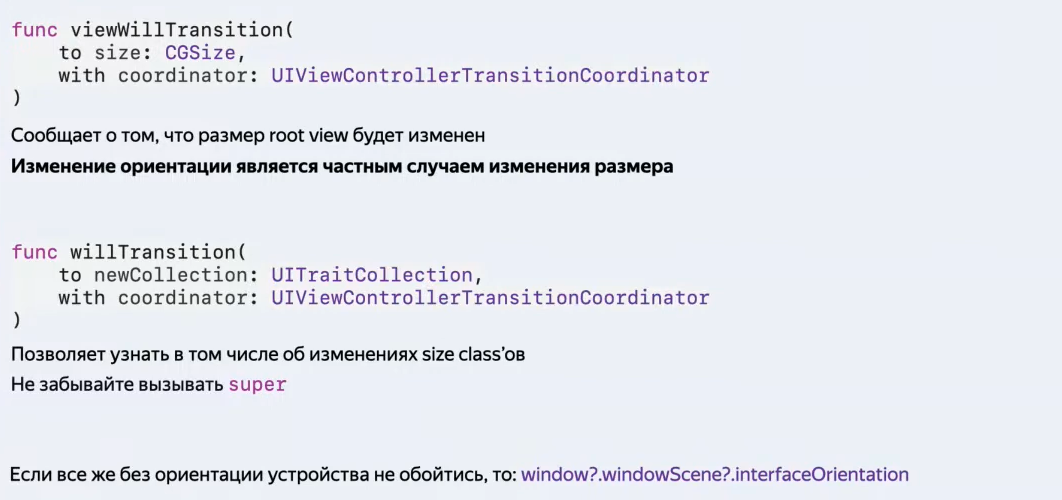 func viewWillTransition(
    to size: CGSize,
    with coordinator: UIViewControllerTransitionCoordinator
)
Сообщает о том, что размер root view будет изменен
Изменение ориентации является частным случаем изменения размера
func willTransition(
    to newCollection: UITraitCollection,
    with coordinator: UIViewControllerTransitionCoordinator
)
Позволяет узнать в том числе об изменениях size class’ов
Не забывайте вызывать super
Если все же без ориентации устройства не обойтись, то: window?.windowScene?.interfaceOrientation